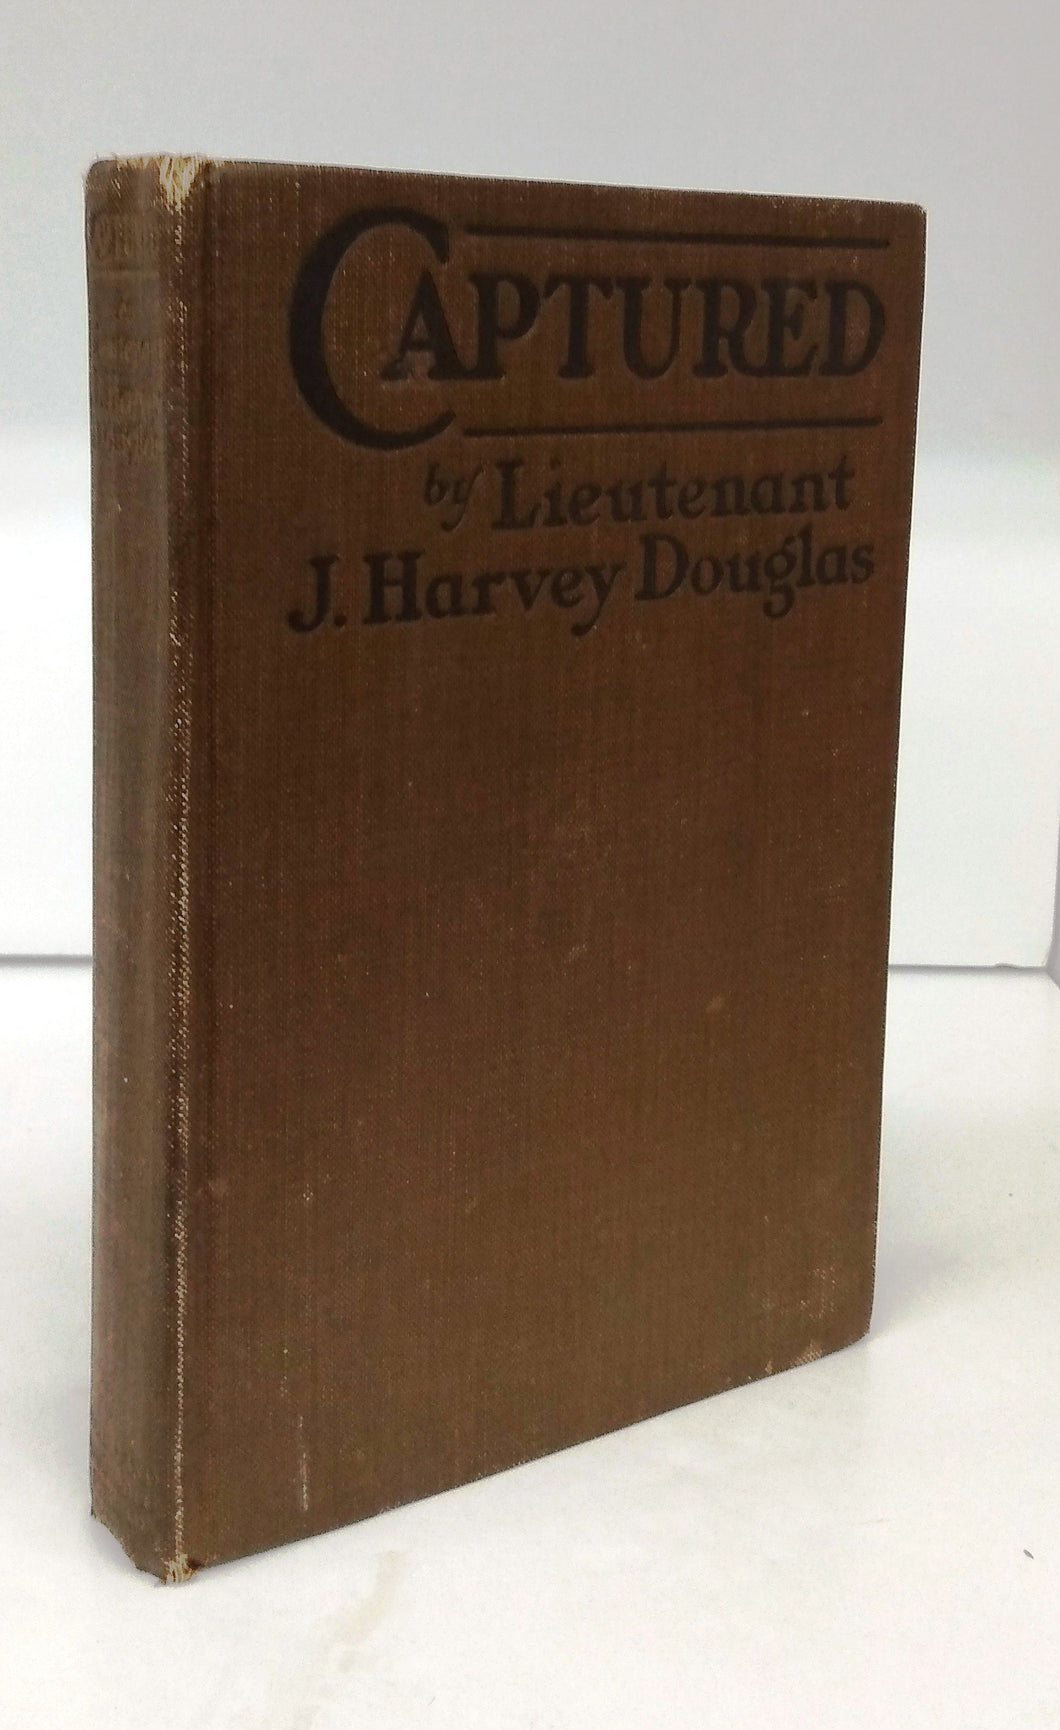 CAPTURED
by Lieutenant
J. Harvey Douglas